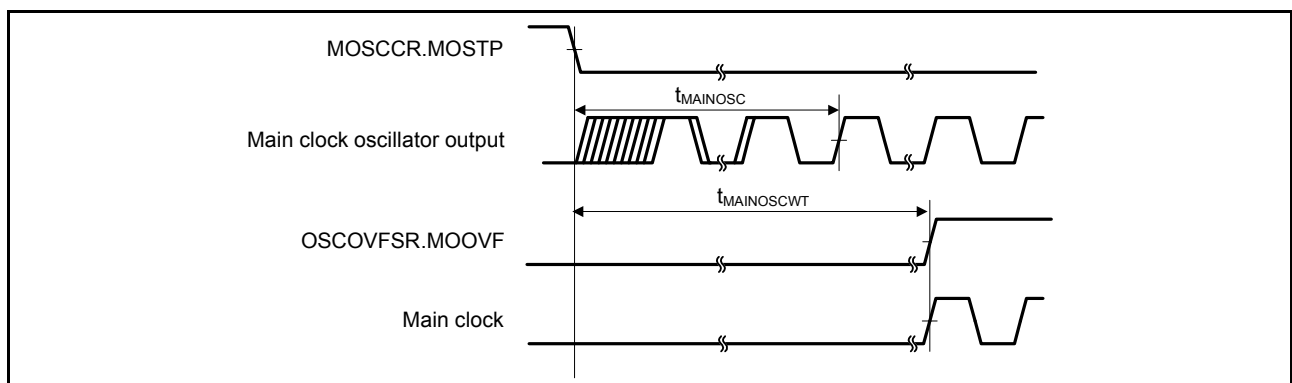 MOSCCR.MOSTP
tMAINOSC
Main clock oscillator output
tMAINOSCWT
OSCOVFSR.MOOVF
Main clock